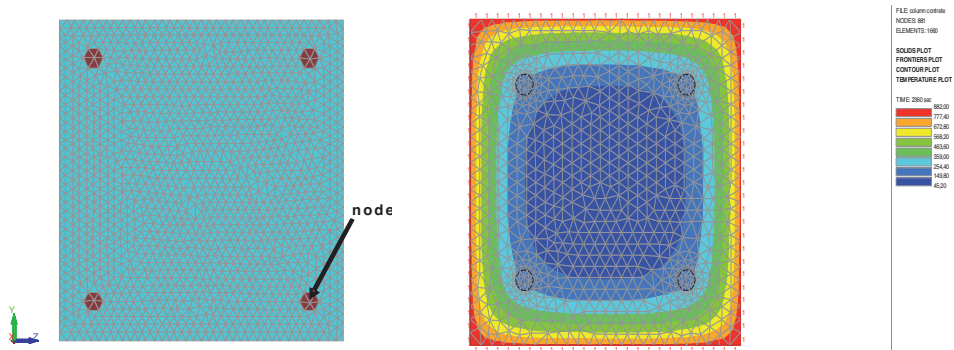 node
Y
X
Z
FILE: column contrete
NODES: 881
ELEMENTS: 1660
SOLIDS PLOT
FRONTIERS PLOT
CONTOUR PLOT
TEMPERATURE PLOT
TIME: 2360 sec
882,00
777,40
672,80
568,20
463,60
359,00
254,40
149,80
45,20